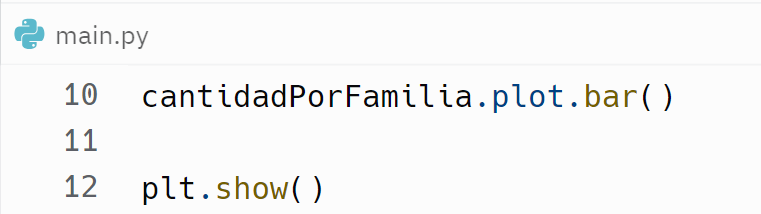 main.py
10 cantidadPorFamilia.plot.bar()
11
12 plt.show()